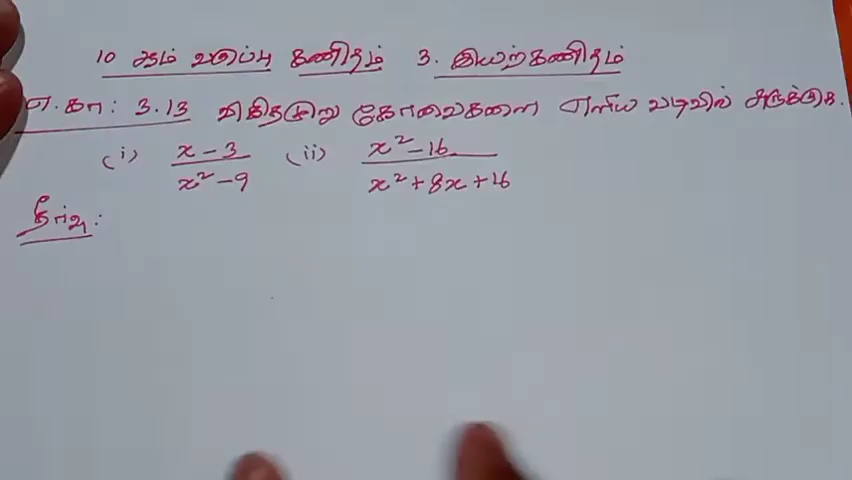 10 ஆம் வகுப்பு கணிதம் 3. இயற்கணிதம்
எ.கா: 3.13 விகிதமுறு கோவைகளை எளிய வடிவில் சுருக்குக.
(i) x-3/x²-9 (ii) x²-16/x²+8x+16
தீர்வு: